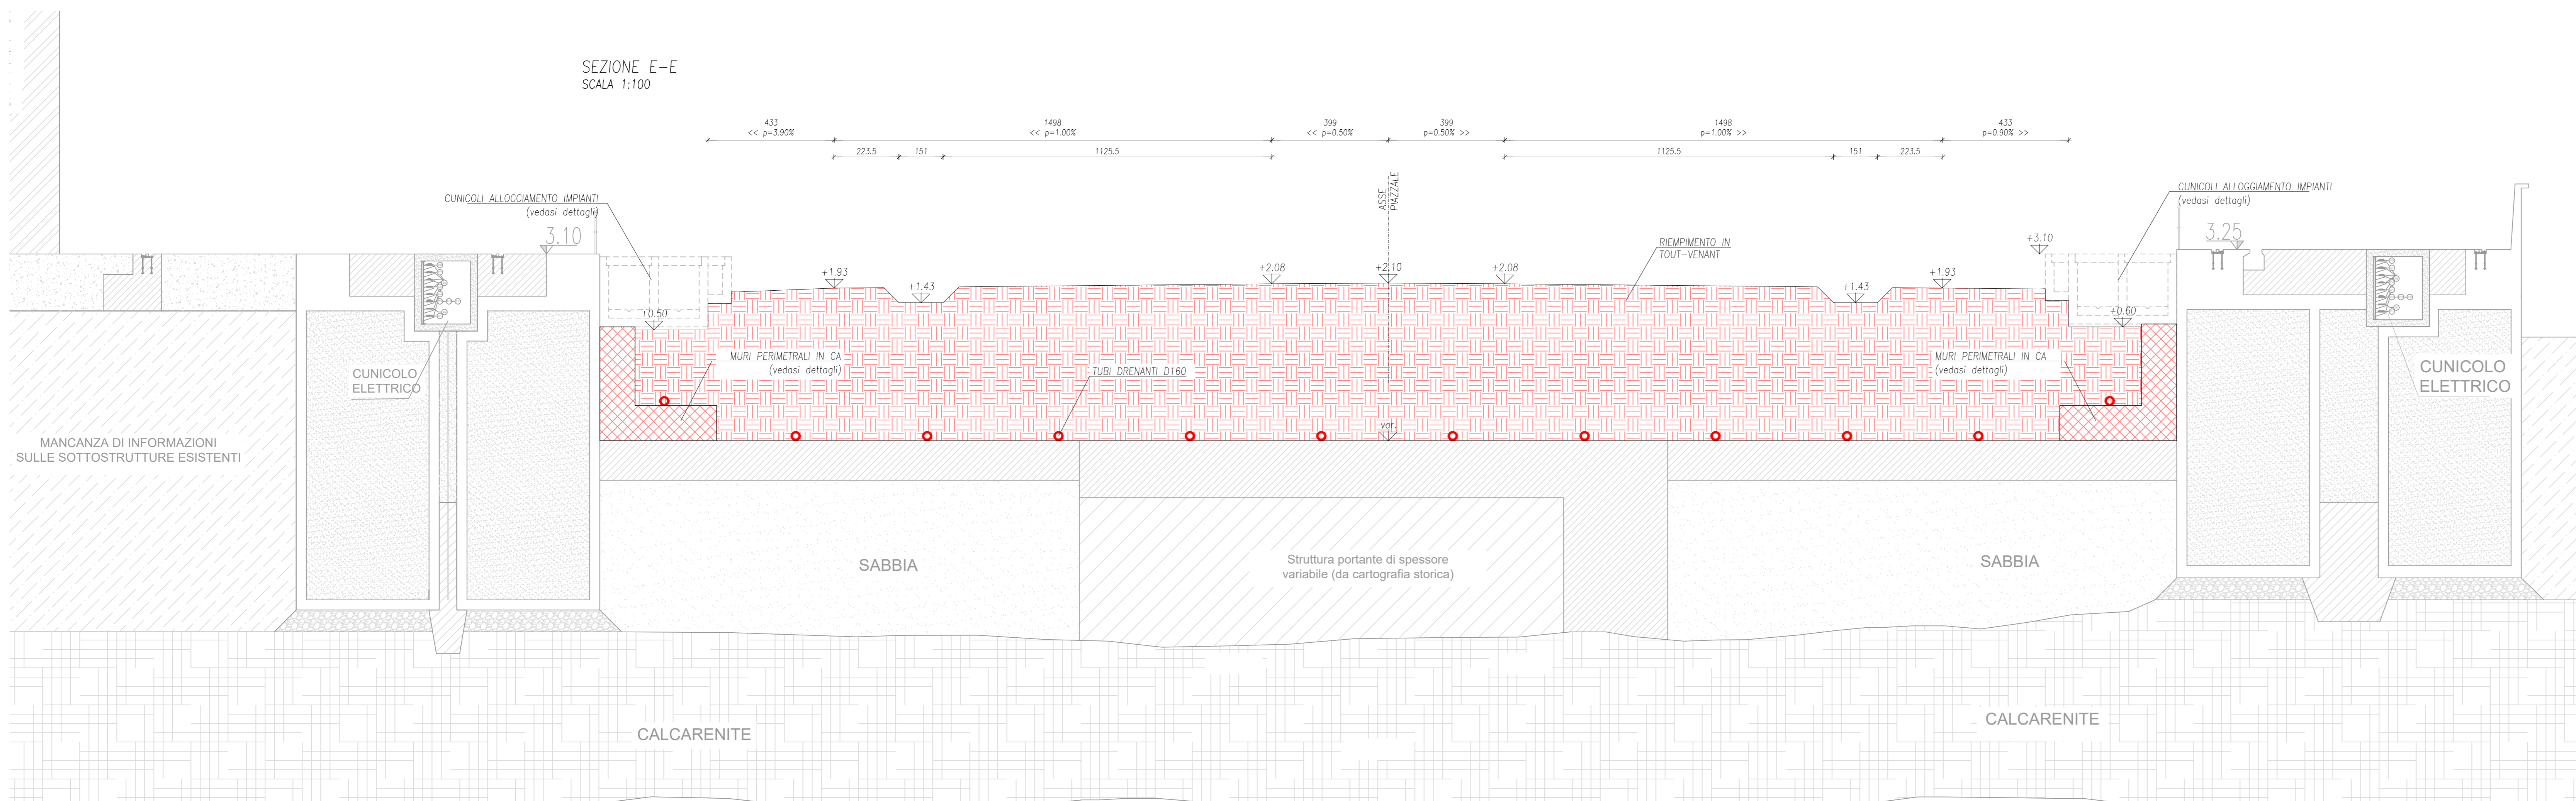 SEZIONE E-E
SCALA 1:100
433
<< p=3.90%
1498
<< p=1.00%
399
<< p=0.50%
399
p=0.50% >>
1498
p=1.00% >>
433
p=0.90% >>
223.5
151
1125.5
1125.5
151
223.5
ASSE
PIAZZALE
CUNICOLI ALLOGGIAMENTO IMPIANTI
(vedasi dettagli)
CUNICOLI ALLOGGIAMENTO IMPIANTI
(vedasi dettagli)
3.10
3.25
+3.10
RIEMPIMENTO IN
TOUT-VENANT
+1.93
+1.43
+2.08
+2.10
+2.08
+1.43
+1.93
+0.50
+0.60
MURI PERIMETRALI IN CA
(vedasi dettagli)
TUBI DRENANTI D160
MURI PERIMETRALI IN CA
(vedasi dettagli)
CUNICOLO
ELETTRICO
CUNICOLO
ELETTRICO
var.
MANCANZA DI INFORMAZIONI
SULLE SOTTOSTRUTTURE ESISTENTI
SABBIA
Struttura portante di spessore
variabile (da cartografia storica)
SABBIA
CALCARENITE
CALCARENITE